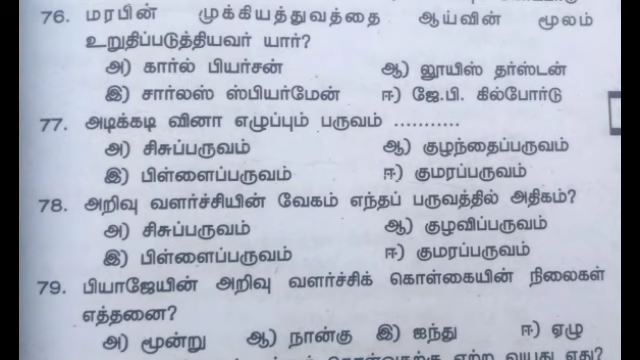 76. மரபின் முக்கியத்துவத்தை ஆய்வின் மூலம்
உறுதிப்படுத்தியவர் யார்?
அ) கார்ல் பியர்சன் ஆ) லூயிஸ் தர்ஸ்டன்
இ) சார்லஸ் ஸ்பியர்மேன் ஈ) ஜே.பி. கில்போர்டு
77. அடிக்கடி வினா எழுப்பும் பருவம் ...........
அ) சிசுப்பருவம் ஆ) குழந்தைப்பருவம்
இ) பிள்ளைப்பருவம் ஈ) குமரப்பருவம்
78. அறிவு வளர்ச்சியின் வேகம் எந்தப் பருவத்தில் அதிகம்?
அ) சிசுப்பருவம் ஆ) குழவிப்பருவம்
இ) பிள்ளைப்பருவம் ஈ) குமரப்பருவம்
79. பியாஜேயின் அறிவு வளர்ச்சிக் கொள்கையின் நிலைகள்
எத்தனை?
அ) மூன்று ஆ) நான்கு இ) ஐந்து ஈ) ஏழு
ஏற்ற வயது எது?